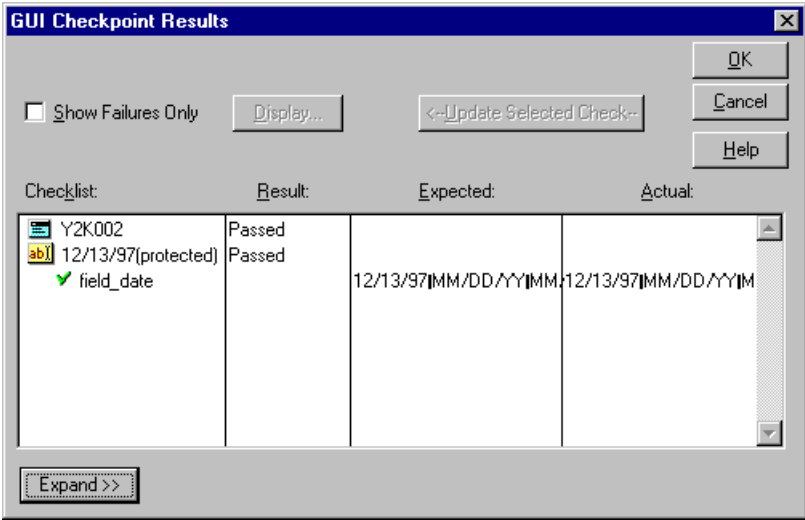 GUI Checkpoint Results
OK
Show Failures Only Display... <--Update Selected Check-- Cancel
Help
Checklist: Result: Expected: Actual:
Y2K002 Passed
12/13/97(protected) Passed
field_date 12/13/97|MM/DD/YY|MM/ 12/13/97|MM/DD/YY|M
Expand >>